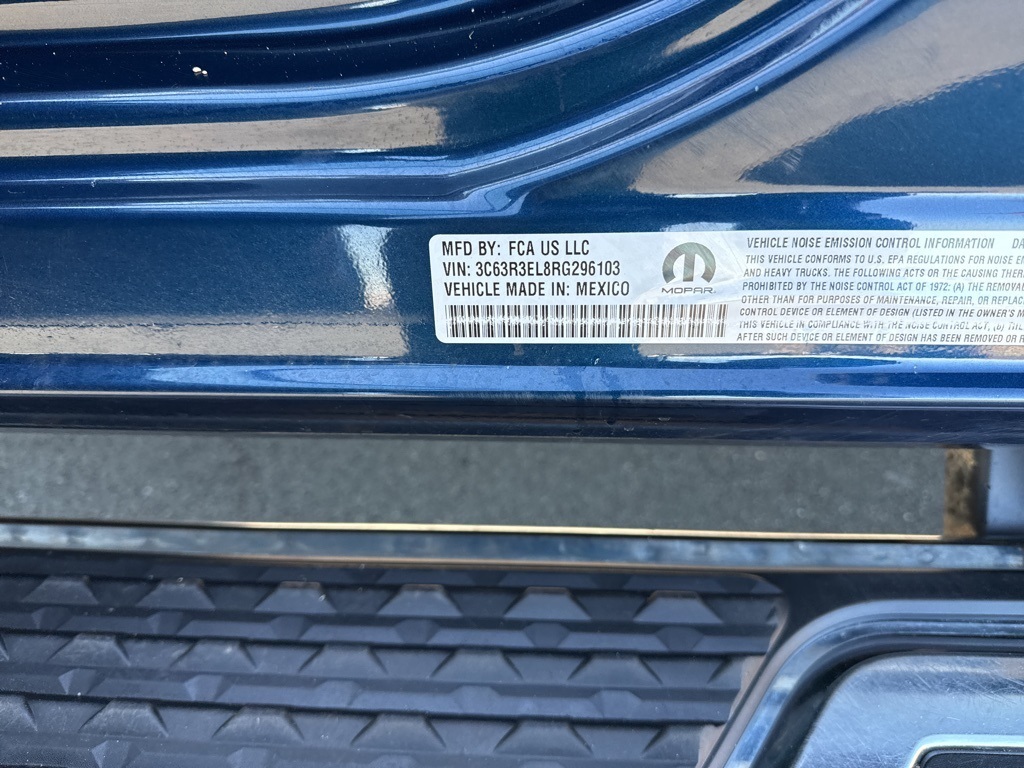 MFD BY: FCA US LLC
VIN: 3C63R3EL8RG296103
VEHICLE MADE IN: MEXICO
MOPAR
VEHICLE NOISE EMISSION CONTROL INFORMATION DA
THIS VEHICLE CONFORMS TO U.S. EPA REGULATIONS FOR NOISE E
AND HEAVY TRUCKS. THE FOLLOWING ACTS OR THE CAUSING THER
PROHIBITED BY THE NOISE CONTROL ACT OF 1972: (A) THE REMOVA
OTHER THAN FOR PURPOSES OF MAINTENANCE, REPAIR, OR REPLAC
CONTROL DEVICE OR ELEMENT OF DESIGN (LISTED IN THE OWNER'S M
THIS VEHICLE IN COMPLIANCE WITH THE NOISE CONTROL ACT, (b) THE
AFTER SUCH DEVICE OR ELEMENT OF DESIGN HAS BEEN REMOVED OR R